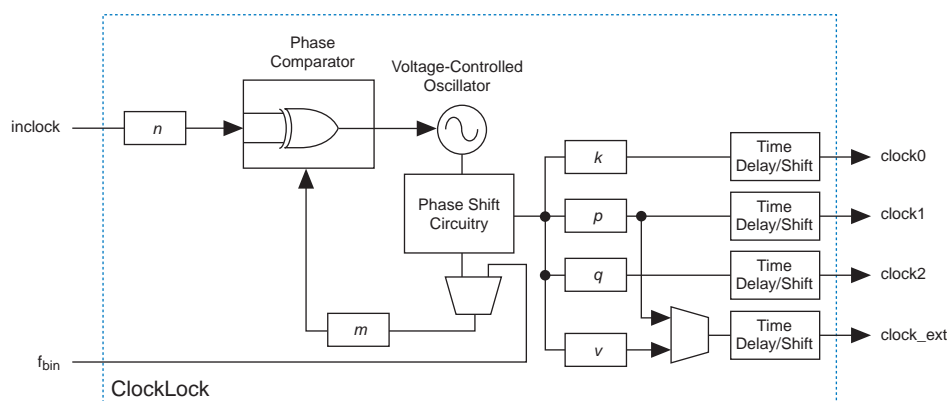 Phase
Comparator
Voltage-Controlled
Oscillator
inclock
n
k
Time
Delay/Shift
clock0
Phase Shift
Circuitry
p
Time
Delay/Shift
clock1
q
Time
Delay/Shift
clock2
m
v
Time
Delay/Shift
clock_ext
fbin
ClockLock